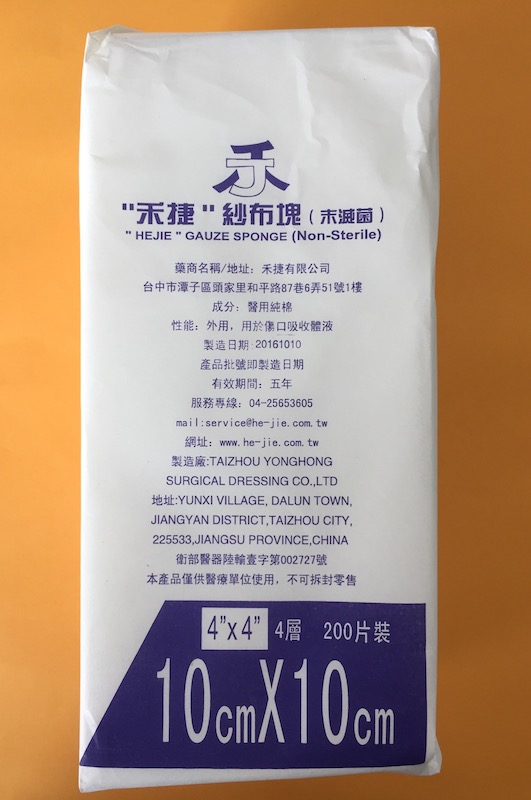 "禾捷"紗布塊(未滅菌)
"HEJIE" GAUZE SPONGE (Non-Sterile)
藥商名稱/地址: 禾捷有限公司
台中市潭子區頭家里和平路87巷6弄51號1樓
成分: 醫用純棉
性能: 外用,用於傷口吸收體液
製造日期:20161010
產品批號即製造日期
有效期間: 五年
服務專線: 04-25653605
mail:service@he-jie.com.tw
網址: www.he-jie.com.tw
製造廠:TAIZHOU YONGHONG
SURGICAL DRESSING CO.,LTD
地址:YUNXI VILLAGE, DALUN TOWN,
JIANGYAN DISTRICT,TAIZHOU CITY,
225533,JIANGSU PROVINCE,CHINA
衛部醫器陸輸壹字第002727號
本產品僅供醫療單位使用,不可拆封零售
4"x4" 4層 200片裝
10cmX10cm